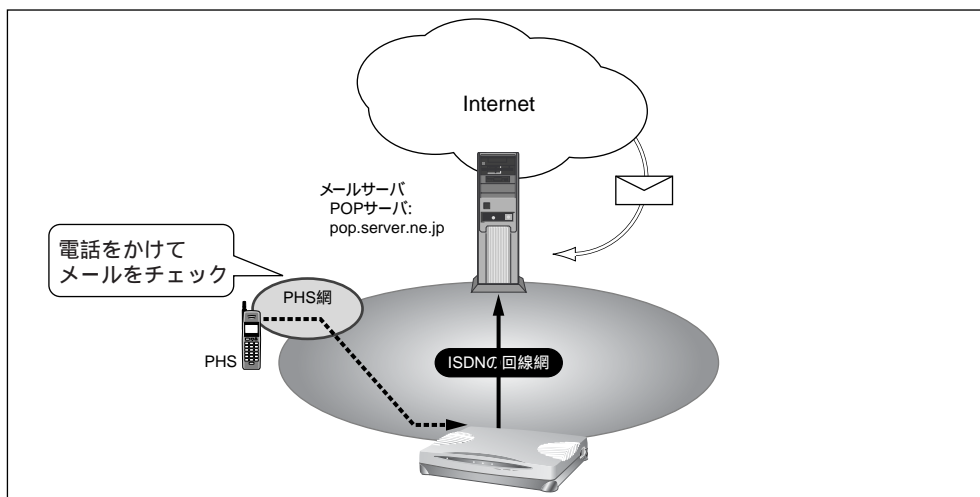 Internet
メールサーバ
POPサーバ:
pop.server.ne.jp
電話をかけて
メールをチェック
PHS網
PHS
ISDNの回線網